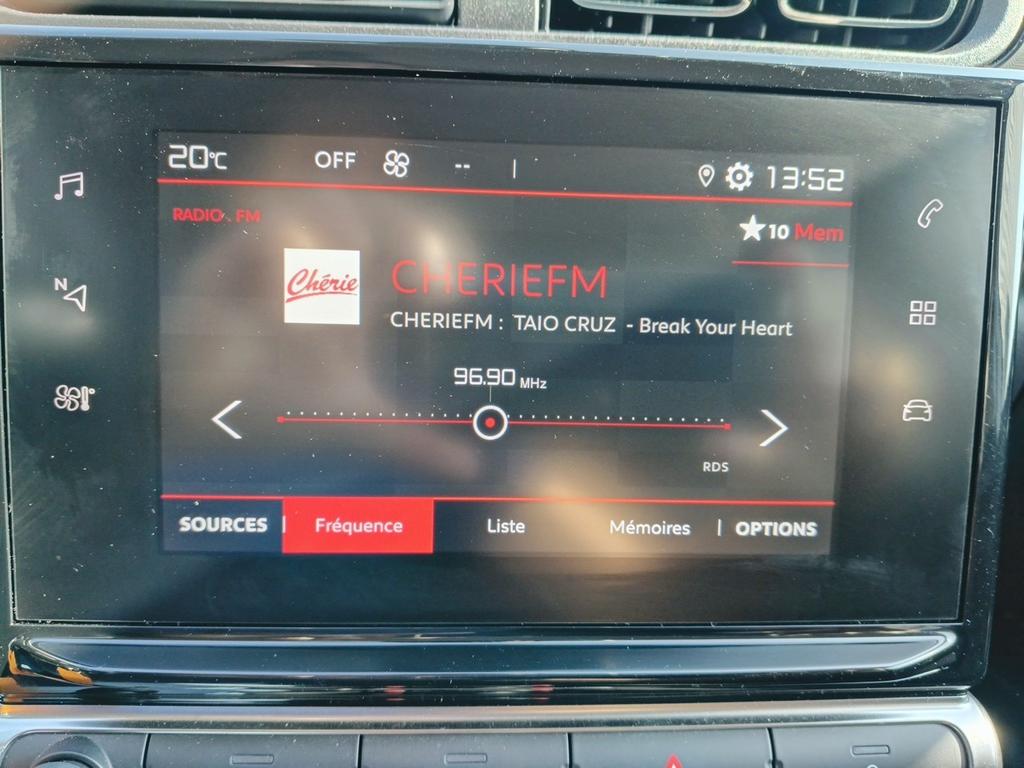 20°C OFF -- | 13:52
RADIO . FM
10 Mem
Chérie
CHERIEFM
CHERIEFM : TAIO CRUZ - Break Your Heart
96.90 MHz
N
RDS
SOURCES | Fréquence Liste Mémoires | OPTIONS